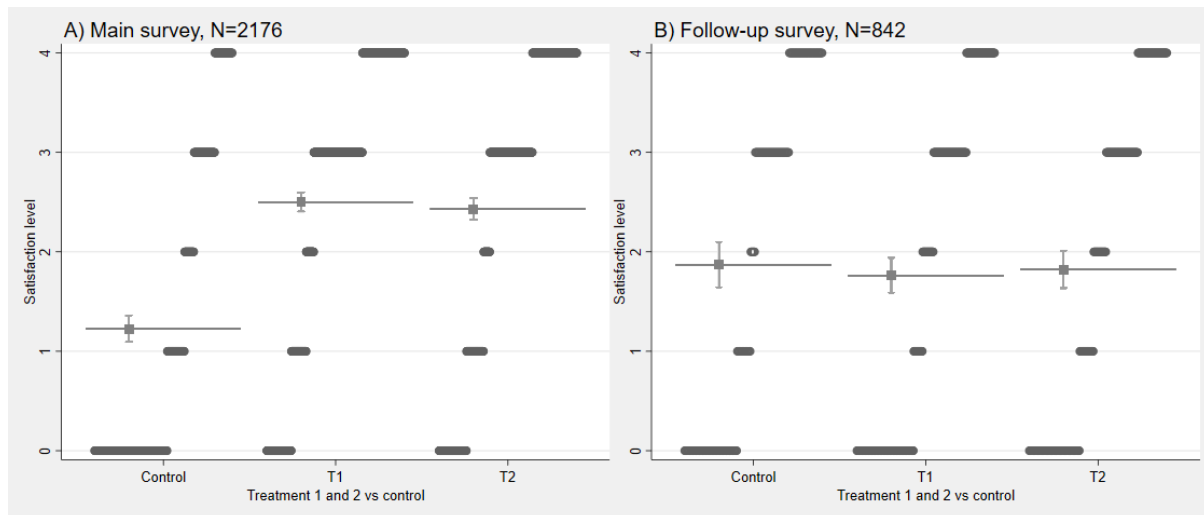 A) Main survey, N=2176
4
3
2
1
0
Satisfaction level
Control T1 T2
Treatment 1 and 2 vs control
B) Follow-up survey, N=842
4
3
2
1
0
Satisfaction level
Control T1 T2
Treatment 1 and 2 vs control